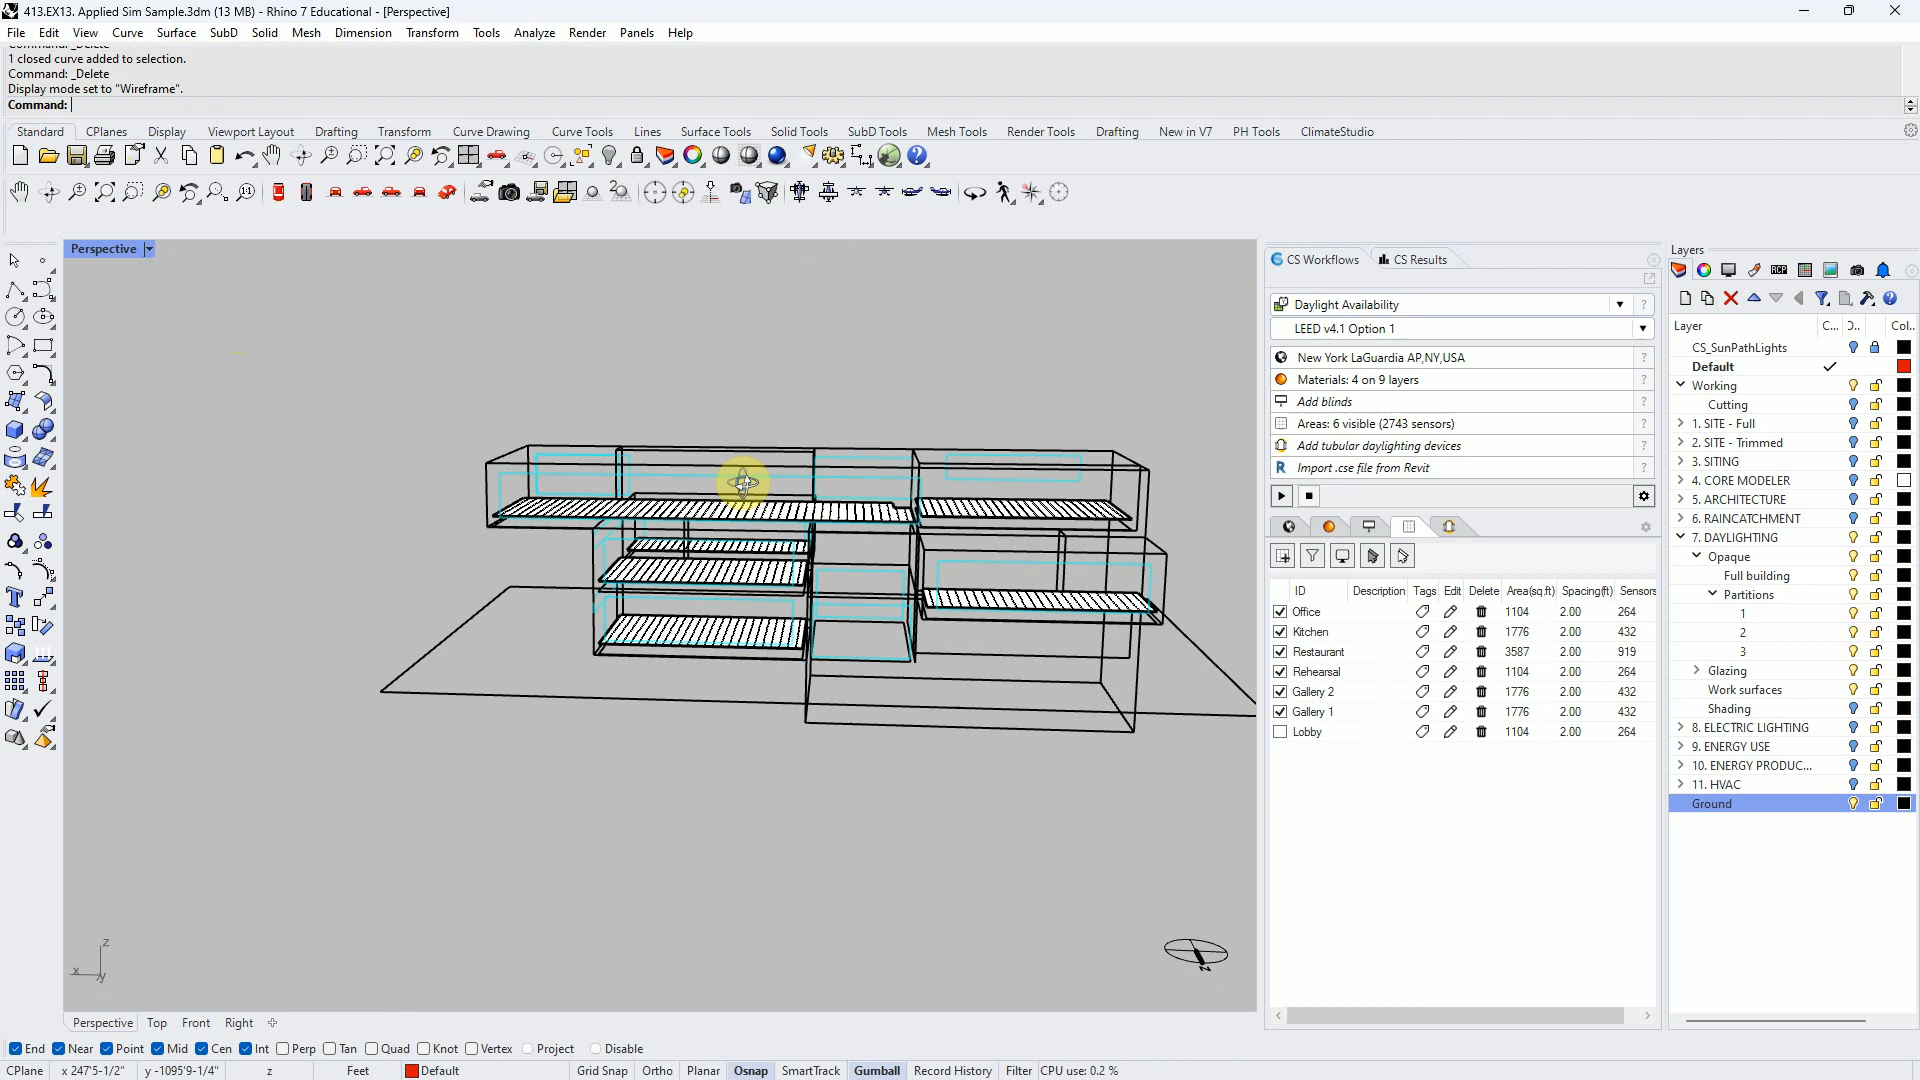 413.EX13. Applied Sim Sample.3dm (13 MB) - Rhino 7 Educational - [Perspective]
File Edit View Curve Surface SubD Solid Mesh Dimension Transform Tools Analyze Render Panels Help
Command: _Delete
1 closed curve added to selection.
Command: _Delete
Display mode set to "Wireframe".
Command:
Standard CPlanes Display Viewport Layout Drafting Transform Curve Drawing Curve Tools Lines Surface Tools Solid Tools SubD Tools Mesh Tools Render Tools Drafting New in V7 PH Tools ClimateStudio
Perspective
CS Workflows CS Results
Daylight Availability ?
LEED v4.1 Option 1
New York LaGuardia AP,NY,USA ?
Materials: 4 on 9 layers ?
Add blinds ?
Areas: 6 visible (2743 sensors) ?
Add tubular daylighting devices ?
Import .cse file from Revit ?
ID Description Tags Edit Delete Area(sq.ft) Spacing(ft) Sensors
Office 1104 2.00 264
Kitchen 1776 2.00 432
Restaurant 3587 2.00 919
Rehearsal 1104 2.00 264
Gallery 2 1776 2.00 432
Gallery 1 1776 2.00 432
Lobby 1104 2.00 264
Layers
RCP
Layer C... Col...
CS_SunPathLights
Default
Working
Cutting
1. SITE - Full
2. SITE - Trimmed
3. SITING
4. CORE MODELER
5. ARCHITECTURE
6. RAINCATCHMENT
7. DAYLIGHTING
Opaque
Full building
Partitions
1
2
3
Glazing
Work surfaces
Shading
8. ELECTRIC LIGHTING
9. ENERGY USE
10. ENERGY PRODUC...
11. HVAC
Ground
z
x y
Perspective Top Front Right
End Near Point Mid Cen Int Perp Tan Quad Knot Vertex Project Disable
CPlane x 247'5-1/2" y -1095'9-1/4" z Feet Default Grid Snap Ortho Planar Osnap SmartTrack Gumball Record History Filter CPU use: 0.2 %